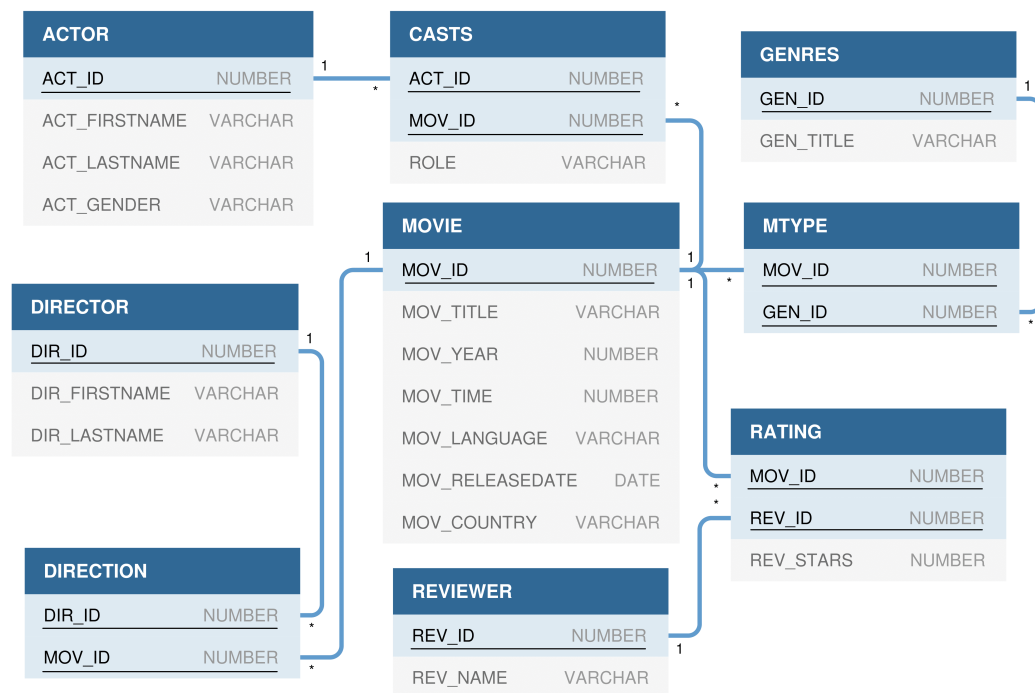 ACTOR
ACT_ID NUMBER
ACT_FIRSTNAME VARCHAR
ACT_LASTNAME VARCHAR
ACT_GENDER VARCHAR
1
*
CASTS
ACT_ID NUMBER
MOV_ID NUMBER
ROLE VARCHAR
*
GENRES
GEN_ID NUMBER
GEN_TITLE VARCHAR
1
MOVIE
MOV_ID NUMBER
MOV_TITLE VARCHAR
MOV_YEAR NUMBER
MOV_TIME NUMBER
MOV_LANGUAGE VARCHAR
MOV_RELEASEDATE DATE
MOV_COUNTRY VARCHAR
1
1
1
*
MTYPE
MOV_ID NUMBER
GEN_ID NUMBER
*
DIRECTOR
DIR_ID NUMBER
DIR_FIRSTNAME VARCHAR
DIR_LASTNAME VARCHAR
1
RATING
MOV_ID NUMBER
REV_ID NUMBER
REV_STARS NUMBER
*
*
DIRECTION
DIR_ID NUMBER
MOV_ID NUMBER
*
*
REVIEWER
REV_ID NUMBER
REV_NAME VARCHAR
1